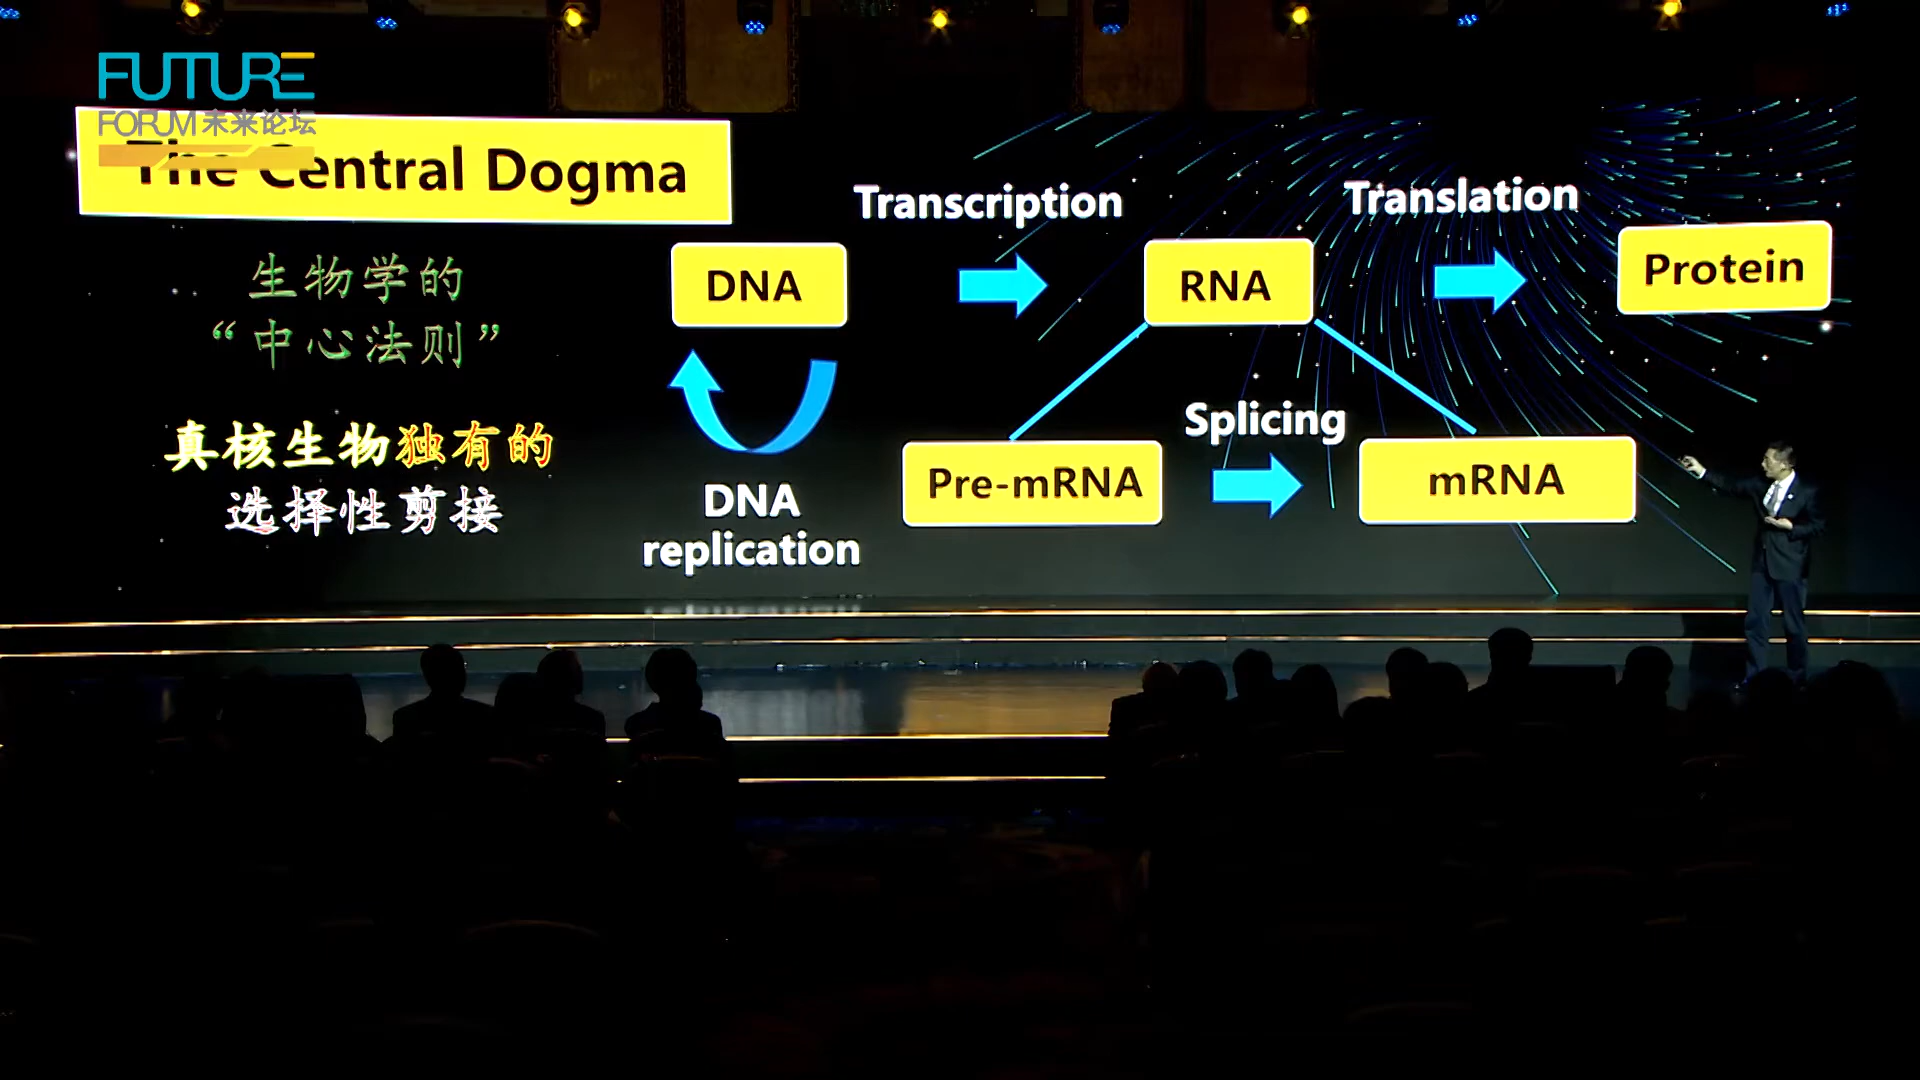 FUTURE
FORUM 未来论坛
The Central Dogma
生物学的
“中心法则”
真核生物独有的
选择性剪接
Transcription
Translation
DNA
RNA
Protein
Splicing
Pre-mRNA
mRNA
DNA
replication